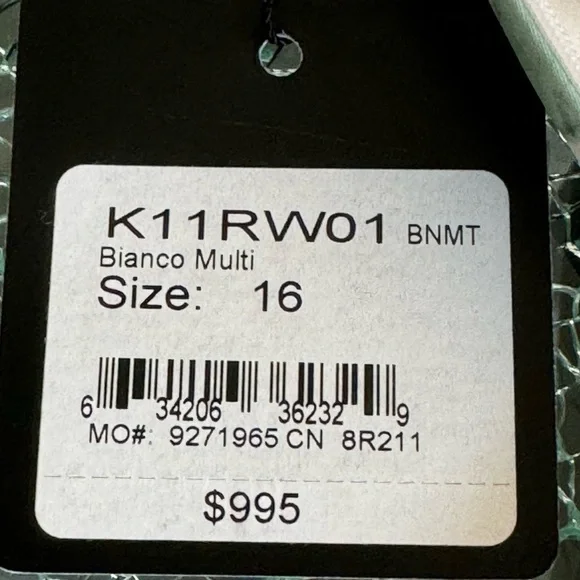 K11RW01 BNMT
Bianco Multi
Size: 16
6 34206 36232 9
MO#: 9271965 CN 8R211
$995